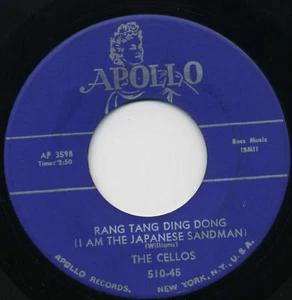 APOLLO
AP 3598
Time: 2:50
Bess Music
(BMI)
RANG TANG DING DONG
(I AM THE JAPANESE SANDMAN)
(Williams)
THE CELLOS
510-45
APOLLO RECORDS, NEW YORK, N.Y., U.S.A.